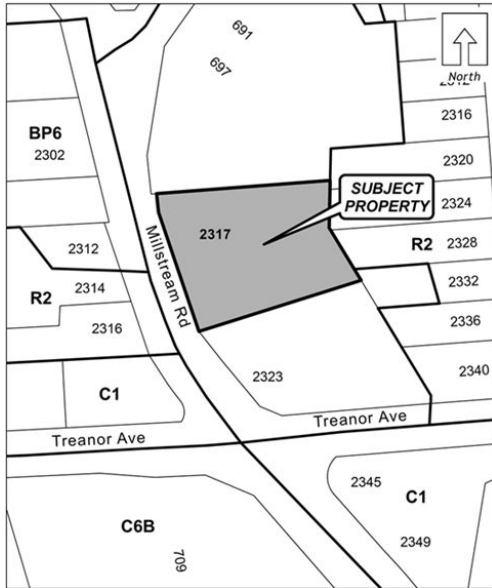 691
697
North
2312
2316
BP6
2302
2320
SUBJECT
PROPERTY
2324
2317
R2
2328
2312
2332
R2
2314
Millstream Rd
2316
2336
2323
2340
C1
Treanor Ave
Treanor Ave
2345
C1
C6B
709
2349